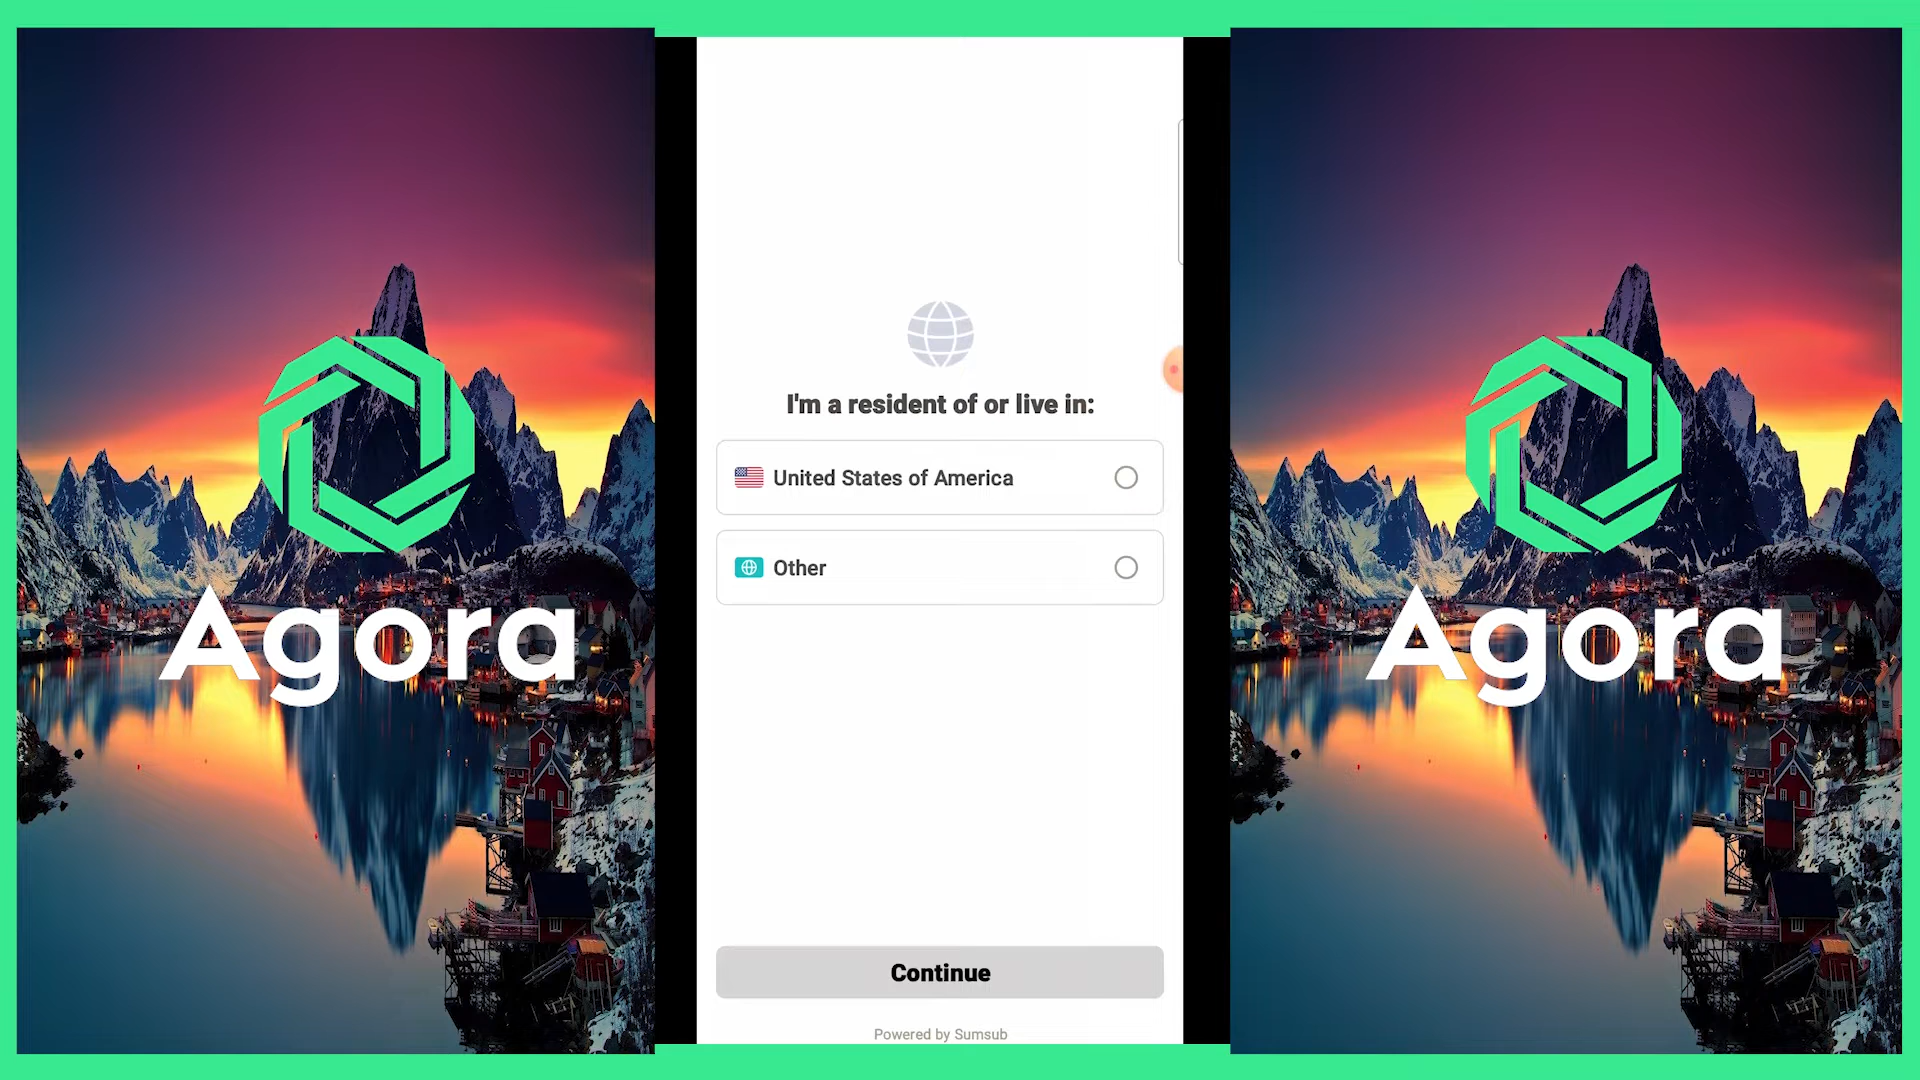 Agora
I'm a resident of or live in:
United States of America
Other
Continue
Powered by Sumsub
Agora